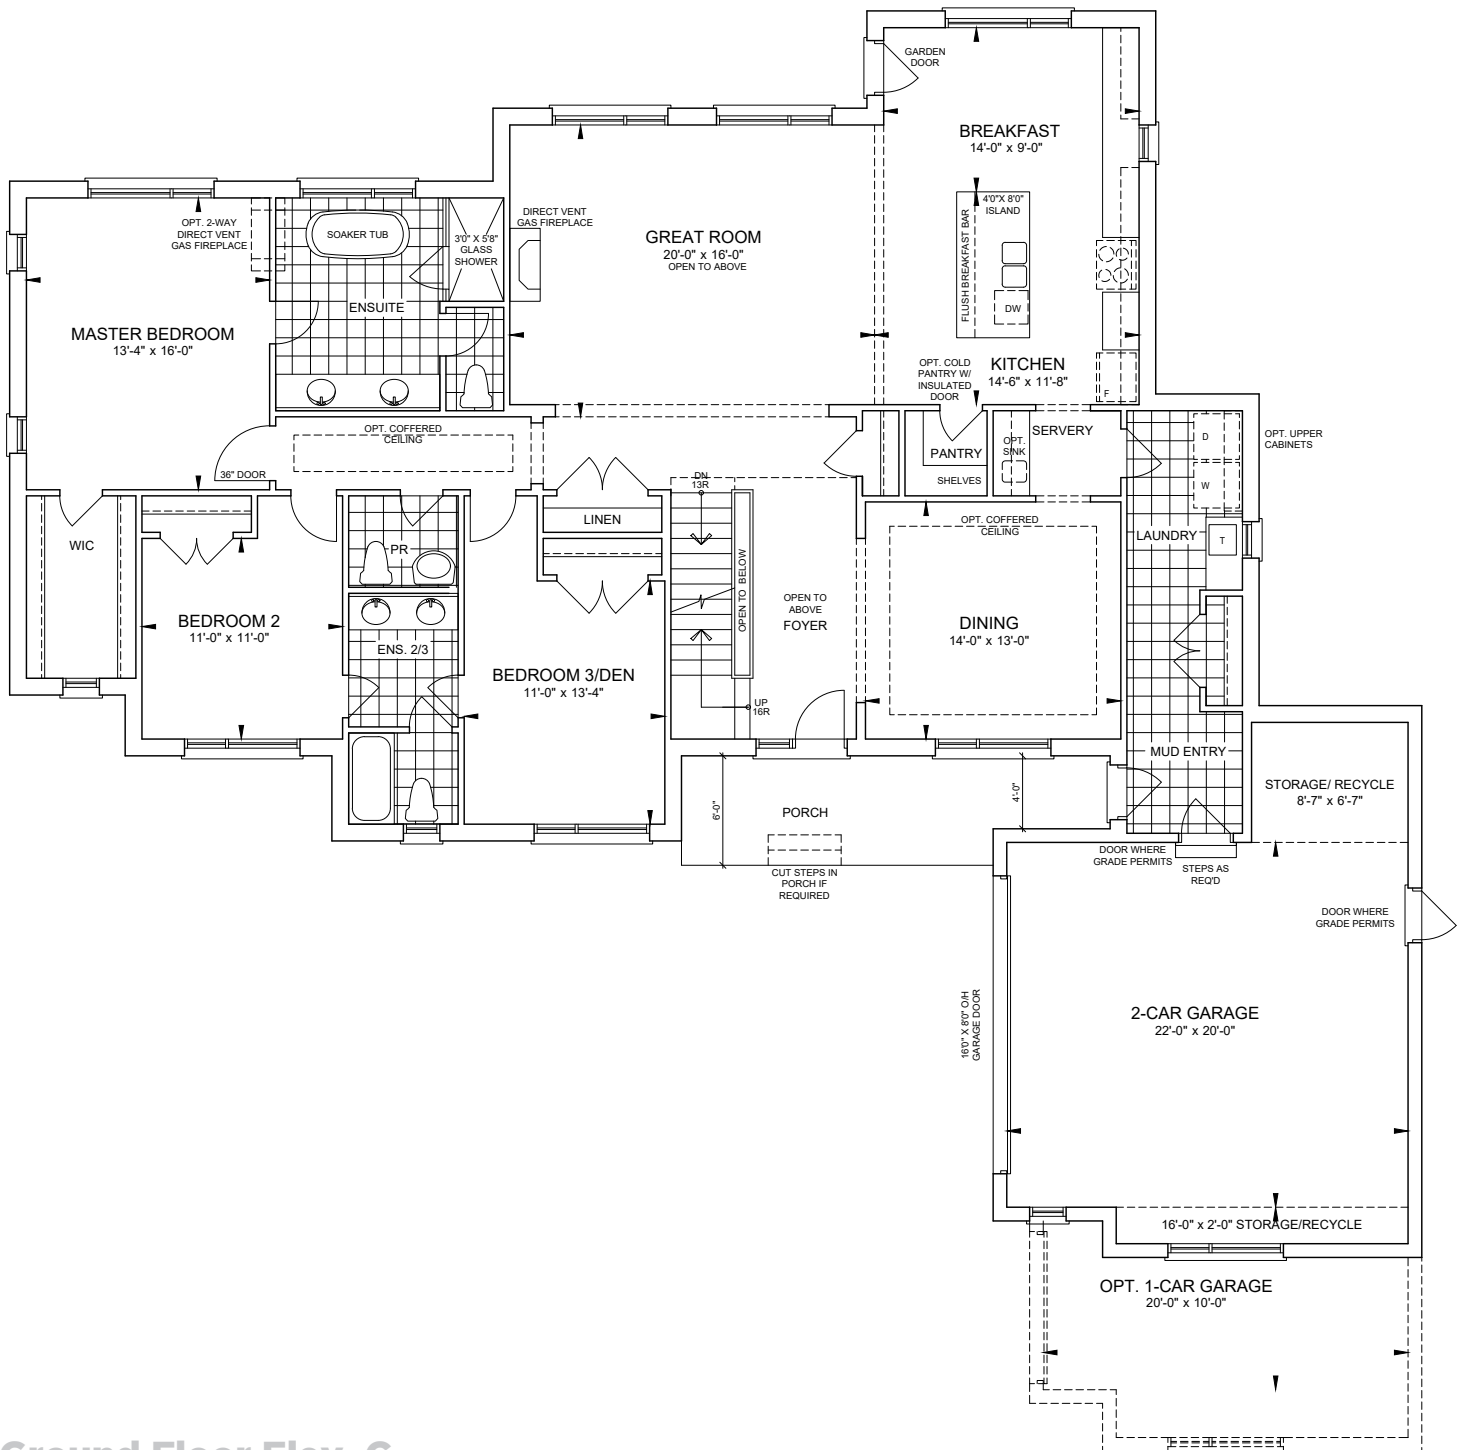 GARDEN
DOOR
BREAKFAST
14'-0" x 9'-0"
4'0"X 8'0"
ISLAND
FLUSH BREAKFAST BAR
DW
DIRECT VENT
GAS FIREPLACE
GREAT ROOM
20'-0" x 16'-0"
OPEN TO ABOVE
OPT. 2-WAY
DIRECT VENT
GAS FIREPLACE
SOAKER TUB
3'0" X 5'8"
GLASS
SHOWER
ENSUITE
MASTER BEDROOM
13'-4" x 16'-0"
OPT. COLD
PANTRY W/
INSULATED
DOOR
KITCHEN
14'-6" x 11'-8"
F
OPT. COFFERED
CEILING
36" DOOR
SERVERY
OPT.
SINK
PANTRY
SHELVES
D
W
OPT. UPPER
CABINETS
DN
13R
LINEN
WIC
PR
OPT. COFFERED
CEILING
LAUNDRY
T
OPEN TO BELOW
OPEN TO
ABOVE
FOYER
BEDROOM 2
11'-0" x 11'-0"
ENS. 2/3
DINING
14'-0" x 13'-0"
BEDROOM 3/DEN
11'-0" x 13'-4"
UP
16R
MUD ENTRY
STORAGE/ RECYCLE
8'-7" x 6'-7"
6'-0"
PORCH
4'-0"
CUT STEPS IN
PORCH IF
REQUIRED
DOOR WHERE
GRADE PERMITS
STEPS AS
REQ'D
DOOR WHERE
GRADE PERMITS
16'0" X 8'0" O/H
GARAGE DOOR
2-CAR GARAGE
22'-0" x 20'-0"
16'-0" x 2'-0" STORAGE/RECYCLE
OPT. 1-CAR GARAGE
20'-0" x 10'-0"
Ground Floor Elev. C